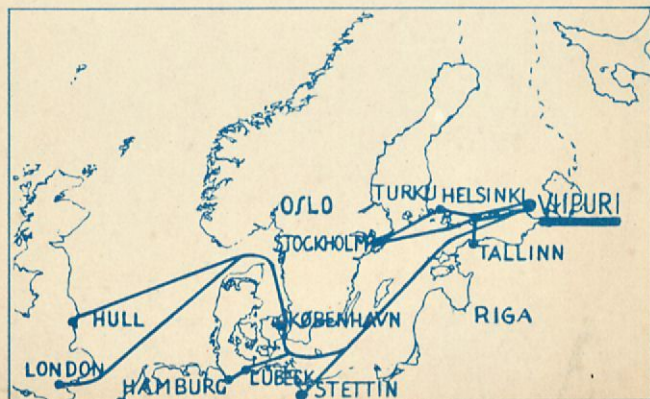 TURKU HELSINKI VIIPURI
OSLO
STOCKHOLM
TALLINN
HULL
KØBENHAVN
RIGA
LONDON
HAMBURG
LÜBECK
STETTIN